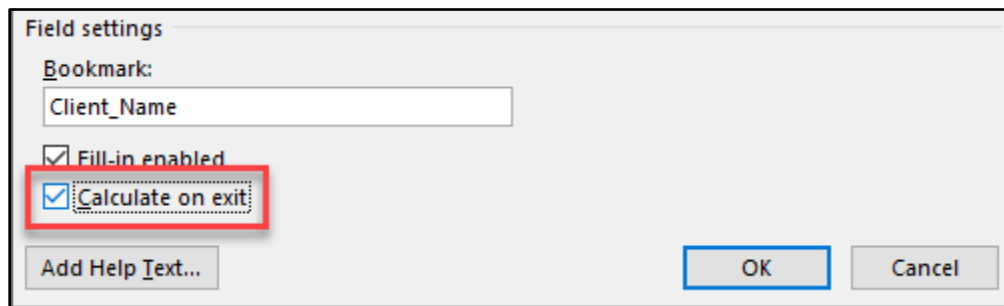 Field settings
Bookmark:
Client_Name
Fill-in enabled
Calculate on exit
Add Help Text...
OK
Cancel